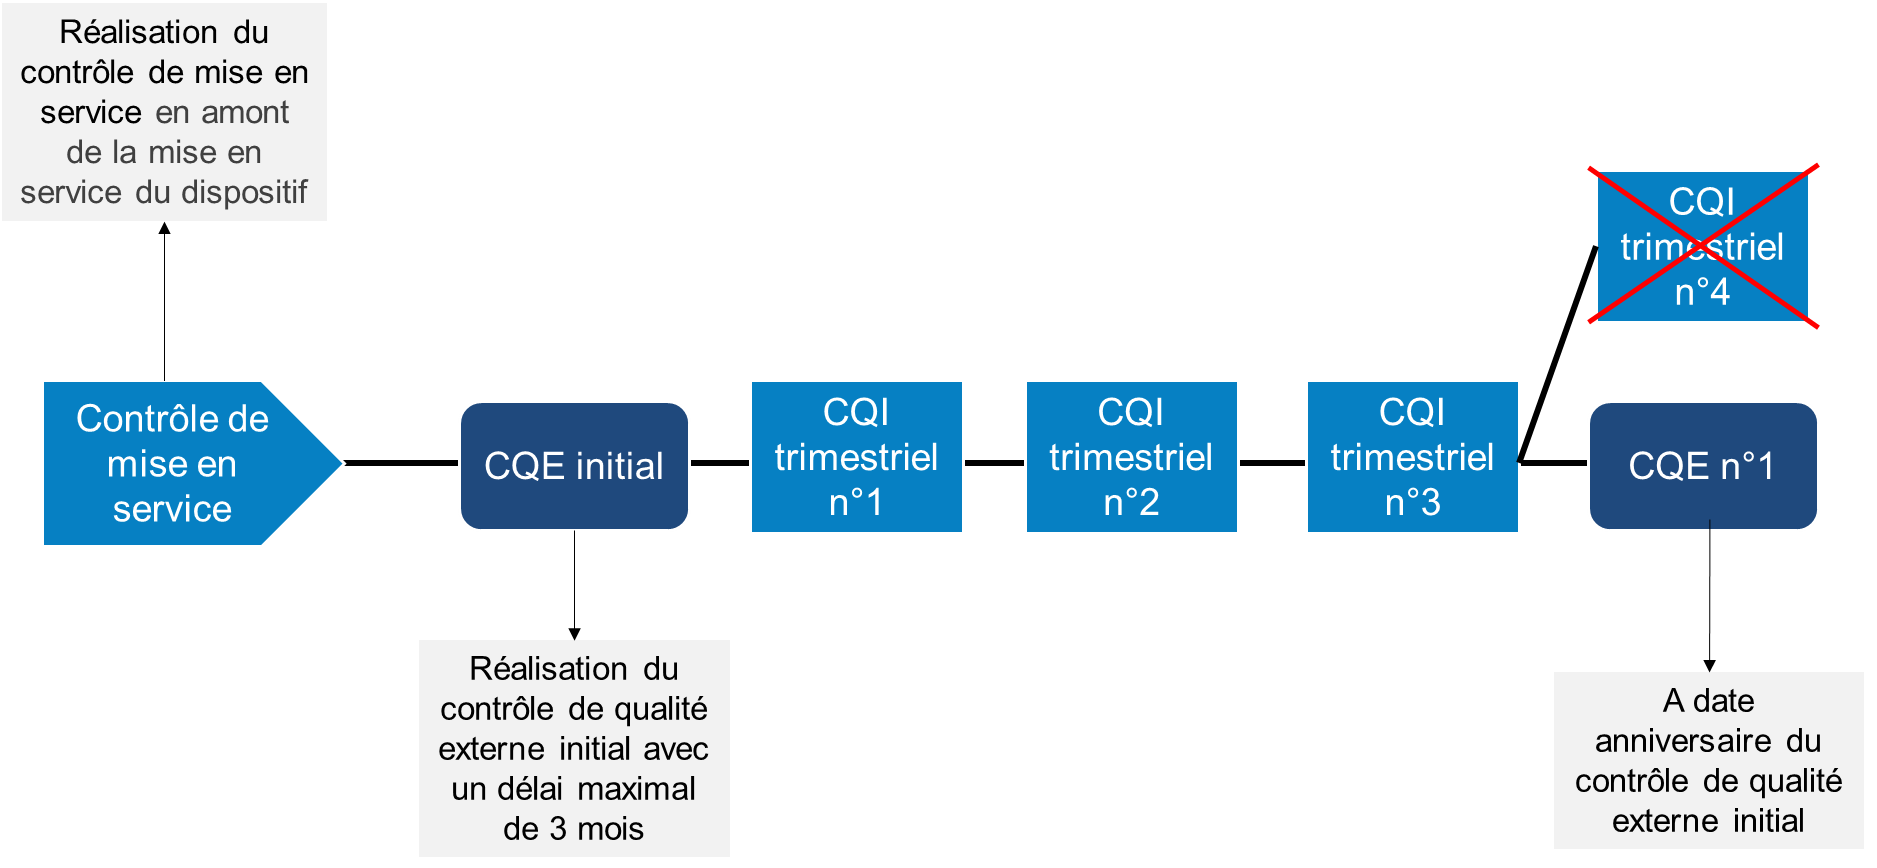 Réalisation du
contrôle de mise en
service en amont
de la mise en
service du dispositif
CQI
trimestriel
n°4
Contrôle de
mise en
service
CQE initial
CQI
trimestriel
n°1
CQI
trimestriel
n°2
CQI
trimestriel
n°3
CQE n°1
Réalisation du
contrôle de qualité
externe initial avec
un délai maximal
de 3 mois
A date
anniversaire du
contrôle de qualité
externe initial